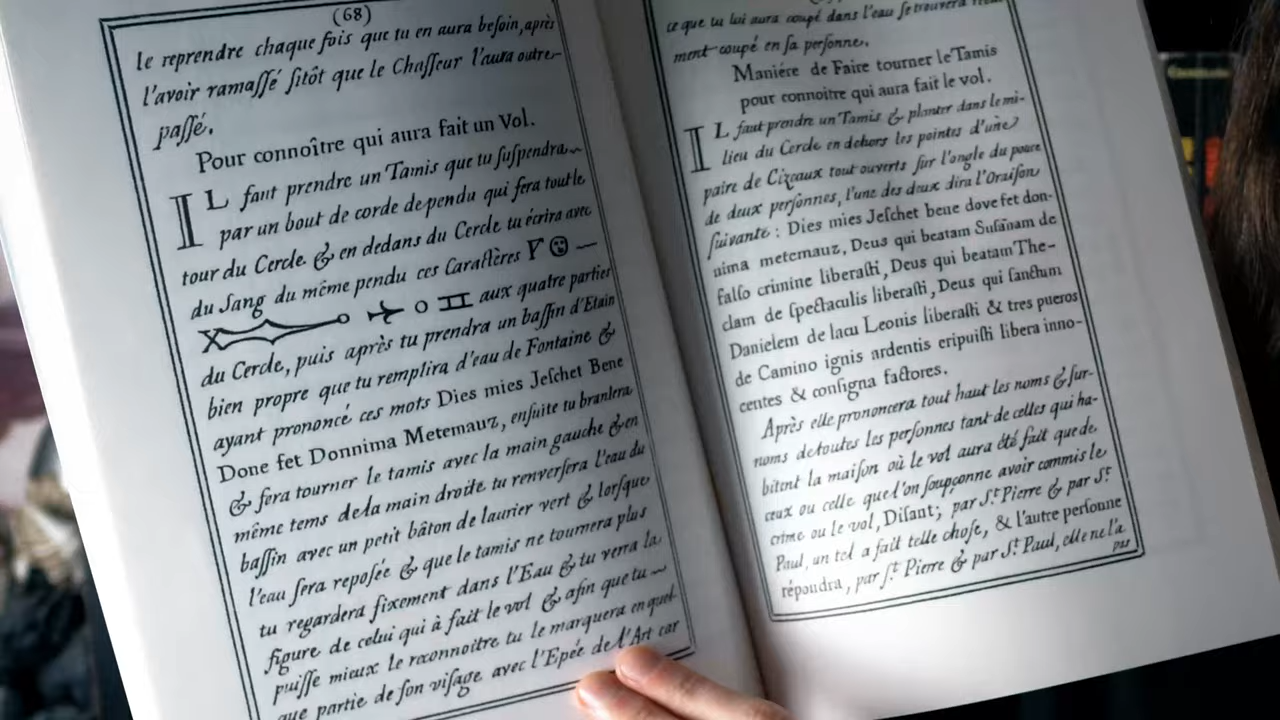 (68)
le reprendre chaque fois que tu en aura beſoin, après
l'avoir ramaſſé ſitôt que le Chaſſeur l'aura outre-
paſſé.
Pour connoître qui aura fait un Vol.
IL faut prendre un Tamis que tu ſuſpendra
par un bout de corde de pendu qui ſera tout le
tour du Cercle & en dedans du Cercle tu écrira avec
du Sang du même pendu ces Caractères
aux quatre parties
du Cercle, puis après tu prendra un baſſin d'Etain
bien propre que tu remplira d'eau de Fontaine &
ayant prononcé ces mots Dies mies Jeſchet Bene
Done fet Donnima Metemauz, enſuite tu branlera
& fera tourner le tamis avec la main gauche & en
même tems de la main droite tu renverſera l'eau du
baſſin avec un petit bâton de laurier vert & lorſque
l'eau ſera repoſée & que le tamis ne tournera plus
tu regardera fixement dans l'Eau & tu verra la
figure de celui qui à fait le vol & afin que tu
puiſſe mieux le reconnoitre tu le marquera en quel-
que partie de ſon viſage avec l'Epée de l'Art car
ce que tu lui aura coupé dans l'eau ſe trouvera
ment coupé en ſa perſonne.
Maniére de Faire tourner le Tamis
pour connoitre qui aura fait le vol.
IL faut prendre un Tamis & planter dans le mi-
lieu du Cercle en dehors les pointes d'une
paire de Cizeaux tout ouverts ſur l'ongle du pouce
de deux perſonnes, l'une des deux dira l'Oraiſon
ſuivante : Dies mies Jeſchet bene dove fet don-
nima metemauz, Deus qui beatam Suſanam de
falſo crimine liberaſti, Deus qui beatam The-
clam de ſpectaculis liberaſti, Deus qui ſanctum
Danielem de lacu Leonis liberaſti & tres pueros
de Camino ignis ardentis eripuiſti libera inno-
centes & conſigna factores.
Après elle prononcera tout haut les noms & ſur-
noms de toutes les perſonnes tant de celles qui ha-
bitent la maiſon où le vol aura été fait que de
ceux ou celle que l'on ſoupçonne avoir commis le
crime ou le vol, Diſant; par S.t Pierre & par S.t
Paul, un tel a fait telle choſe, & l'autre perſonne
répoudra, par ſ.t Pierre & par S.t Paul, elle ne l'a
pas